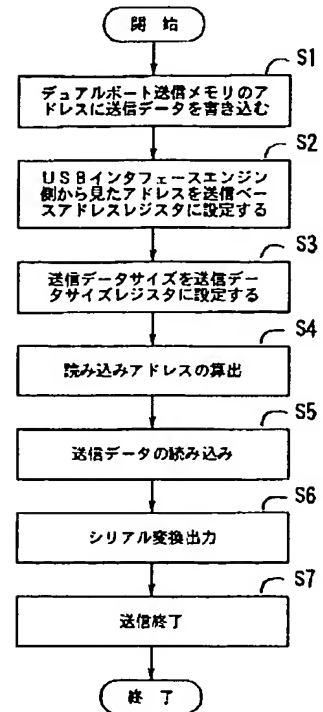 開 始
S1
デュアルポート送信メモリのア
ドレスに送信データを書き込む
S2
USBインタフェースエンジン
側から見たアドレスを送信ベー
スアドレスレジスタに設定する
S3
送信データサイズを送信デー
タサイズレジスタに設定する
S4
読み込みアドレスの算出
S5
送信データの読み込み
S6
シリアル変換出力
S7
送信終了
終 了